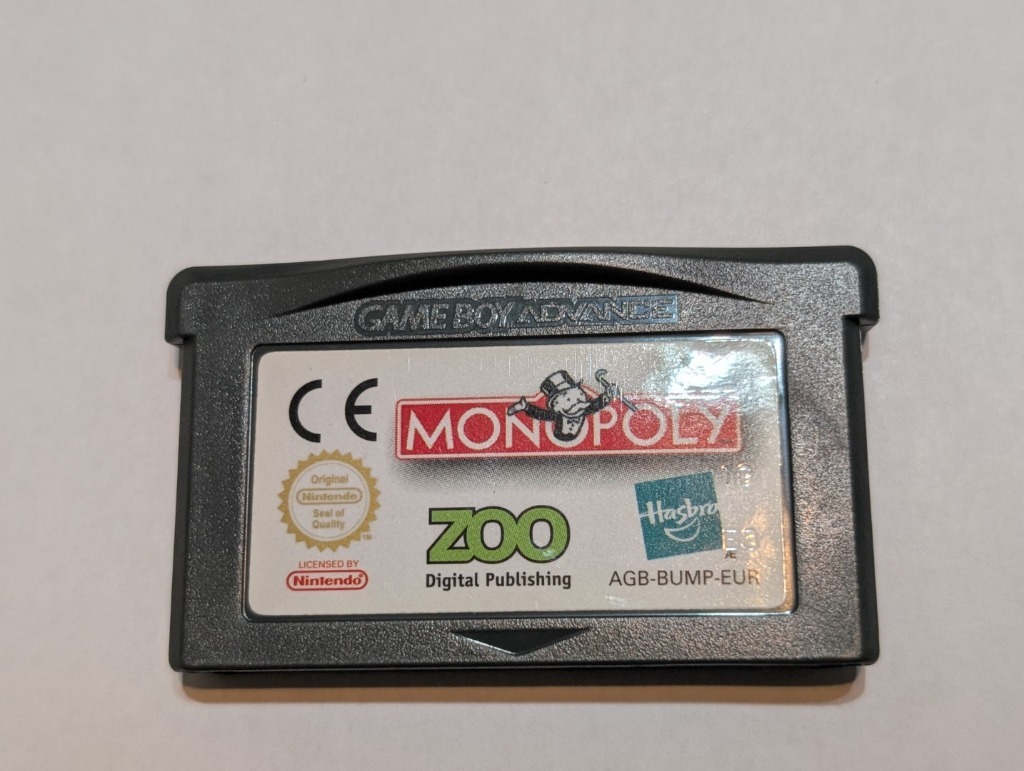 GAME BOY ADVANCE
CE
MONOPOLY
Original
Nintendo
Seal of
Quality
TM
LICENSED BY
Nintendo
ZOO
Digital Publishing
Hasbro
AGB-BUMP-EUR